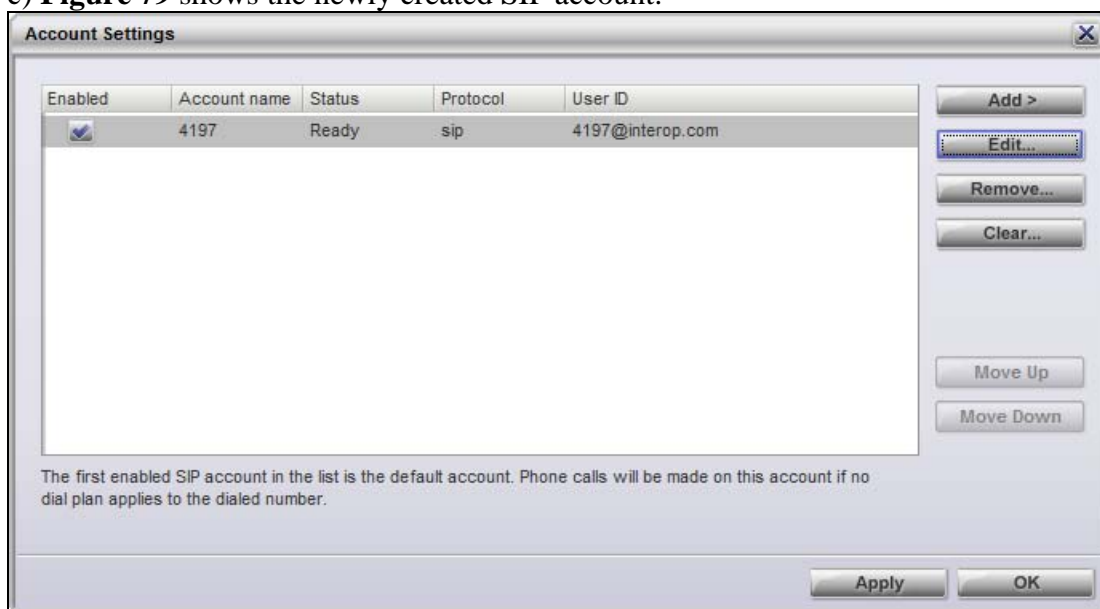 c) Figure 79 shows the newly created SIP account.
Account Settings
Enabled Account name Status Protocol User ID
4197 Ready sip 4197@interop.com
Add >
Edit...
Remove...
Clear...
Move Up
Move Down
The first enabled SIP account in the list is the default account. Phone calls will be made on this account if no
dial plan applies to the dialed number.
Apply OK